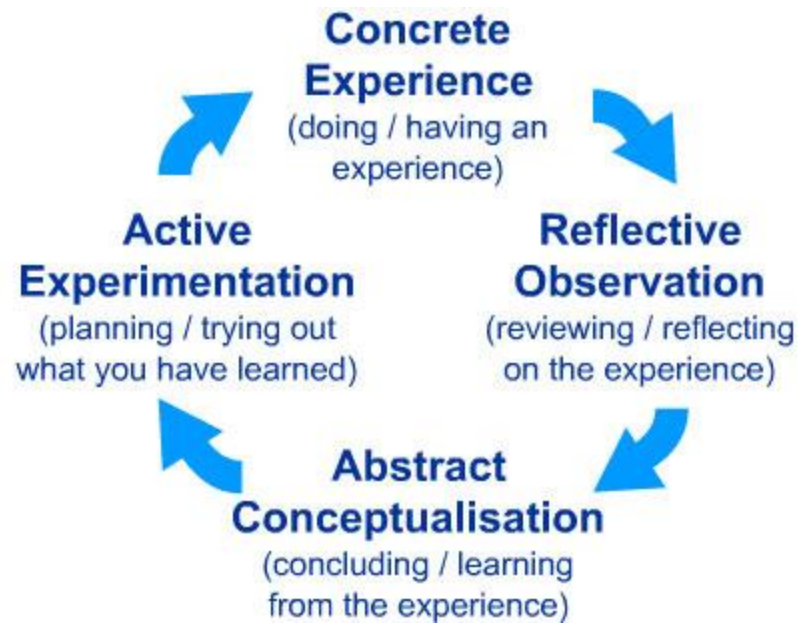 Concrete
Experience
(doing / having an
experience)
Reflective
Observation
(reviewing / reflecting
on the experience)
Abstract
Conceptualisation
(concluding / learning
from the experience)
Active
Experimentation
(planning / trying out
what you have learned)